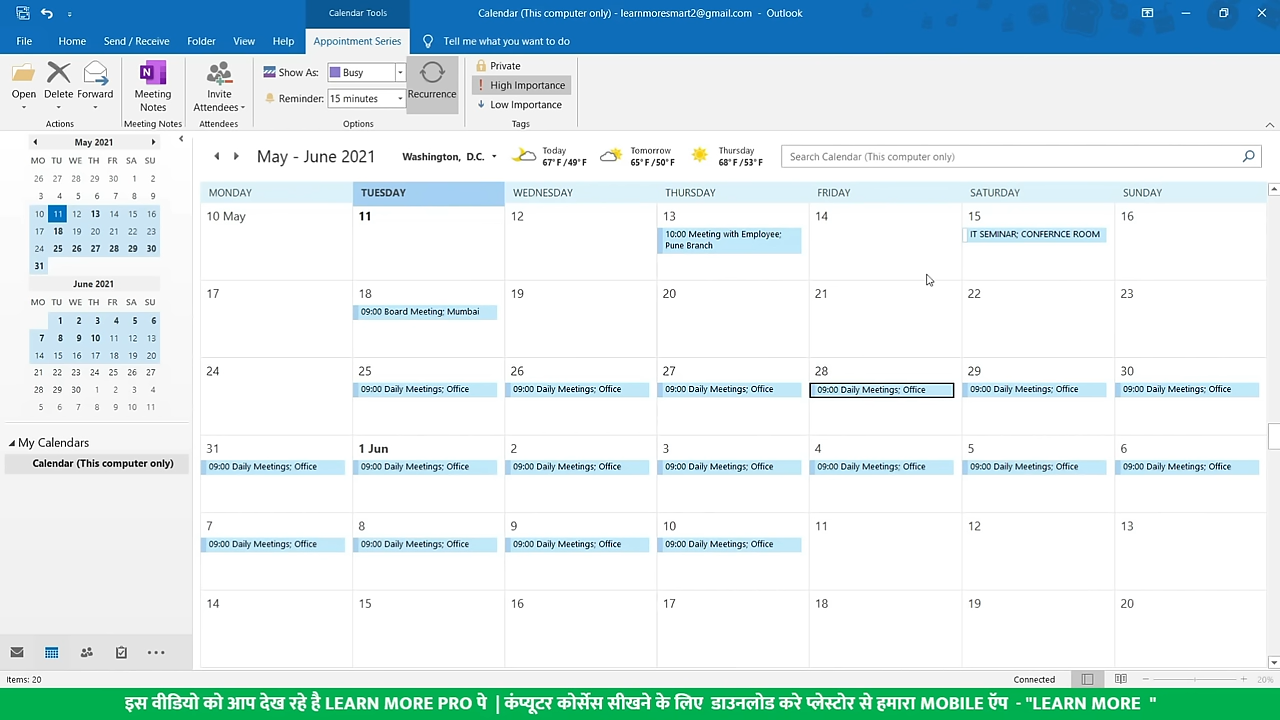 Calendar Tools
Calendar (This computer only) - learnmoresmart2@gmail.com - Outlook
File Home Send / Receive Folder View Help Appointment Series Tell me what you want to do
Open Delete Forward
Actions
Meeting Notes
Meeting Notes
Invite Attendees
Attendees
Show As: Busy
Reminder: 15 minutes
Recurrence
Options
Private
High Importance
Low Importance
Tags
May 2021
MO TU WE TH FR SA SU
26 27 28 29 30 1 2
3 4 5 6 7 8 9
10 11 12 13 14 15 16
17 18 19 20 21 22 23
24 25 26 27 28 29 30
31
June 2021
MO TU WE TH FR SA SU
1 2 3 4 5 6
7 8 9 10 11 12 13
14 15 16 17 18 19 20
21 22 23 24 25 26 27
28 29 30 1 2 3 4
5 6 7 8 9 10 11
My Calendars
Calendar (This computer only)
May - June 2021
Washington, D.C.
Today
67°F/49°F
Tomorrow
65°F/50°F
Thursday
68°F/53°F
Search Calendar (This computer only)
MONDAY TUESDAY WEDNESDAY THURSDAY FRIDAY SATURDAY SUNDAY
10 May 11 12 13 14 15 16
10:00 Meeting with Employee; Pune Branch
IT SEMINAR; CONFERNCE ROOM
17 18 19 20 21 22 23
09:00 Board Meeting; Mumbai
24 25 26 27 28 29 30
09:00 Daily Meetings; Office 09:00 Daily Meetings; Office 09:00 Daily Meetings; Office 09:00 Daily Meetings; Office 09:00 Daily Meetings; Office 09:00 Daily Meetings; Office
31 1 Jun 2 3 4 5 6
09:00 Daily Meetings; Office 09:00 Daily Meetings; Office 09:00 Daily Meetings; Office 09:00 Daily Meetings; Office 09:00 Daily Meetings; Office 09:00 Daily Meetings; Office 09:00 Daily Meetings; Office
7 8 9 10 11 12 13
09:00 Daily Meetings; Office 09:00 Daily Meetings; Office 09:00 Daily Meetings; Office 09:00 Daily Meetings; Office
14 15 16 17 18 19 20
Items: 20
Connected
20%
इस वीडियो को आप देख रहे है LEARN MORE PRO पे | कंप्यूटर कोर्सेस सीखने के लिए डाउनलोड करे प्लेस्टोर से हमारा MOBILE ऍप - "LEARN MORE "